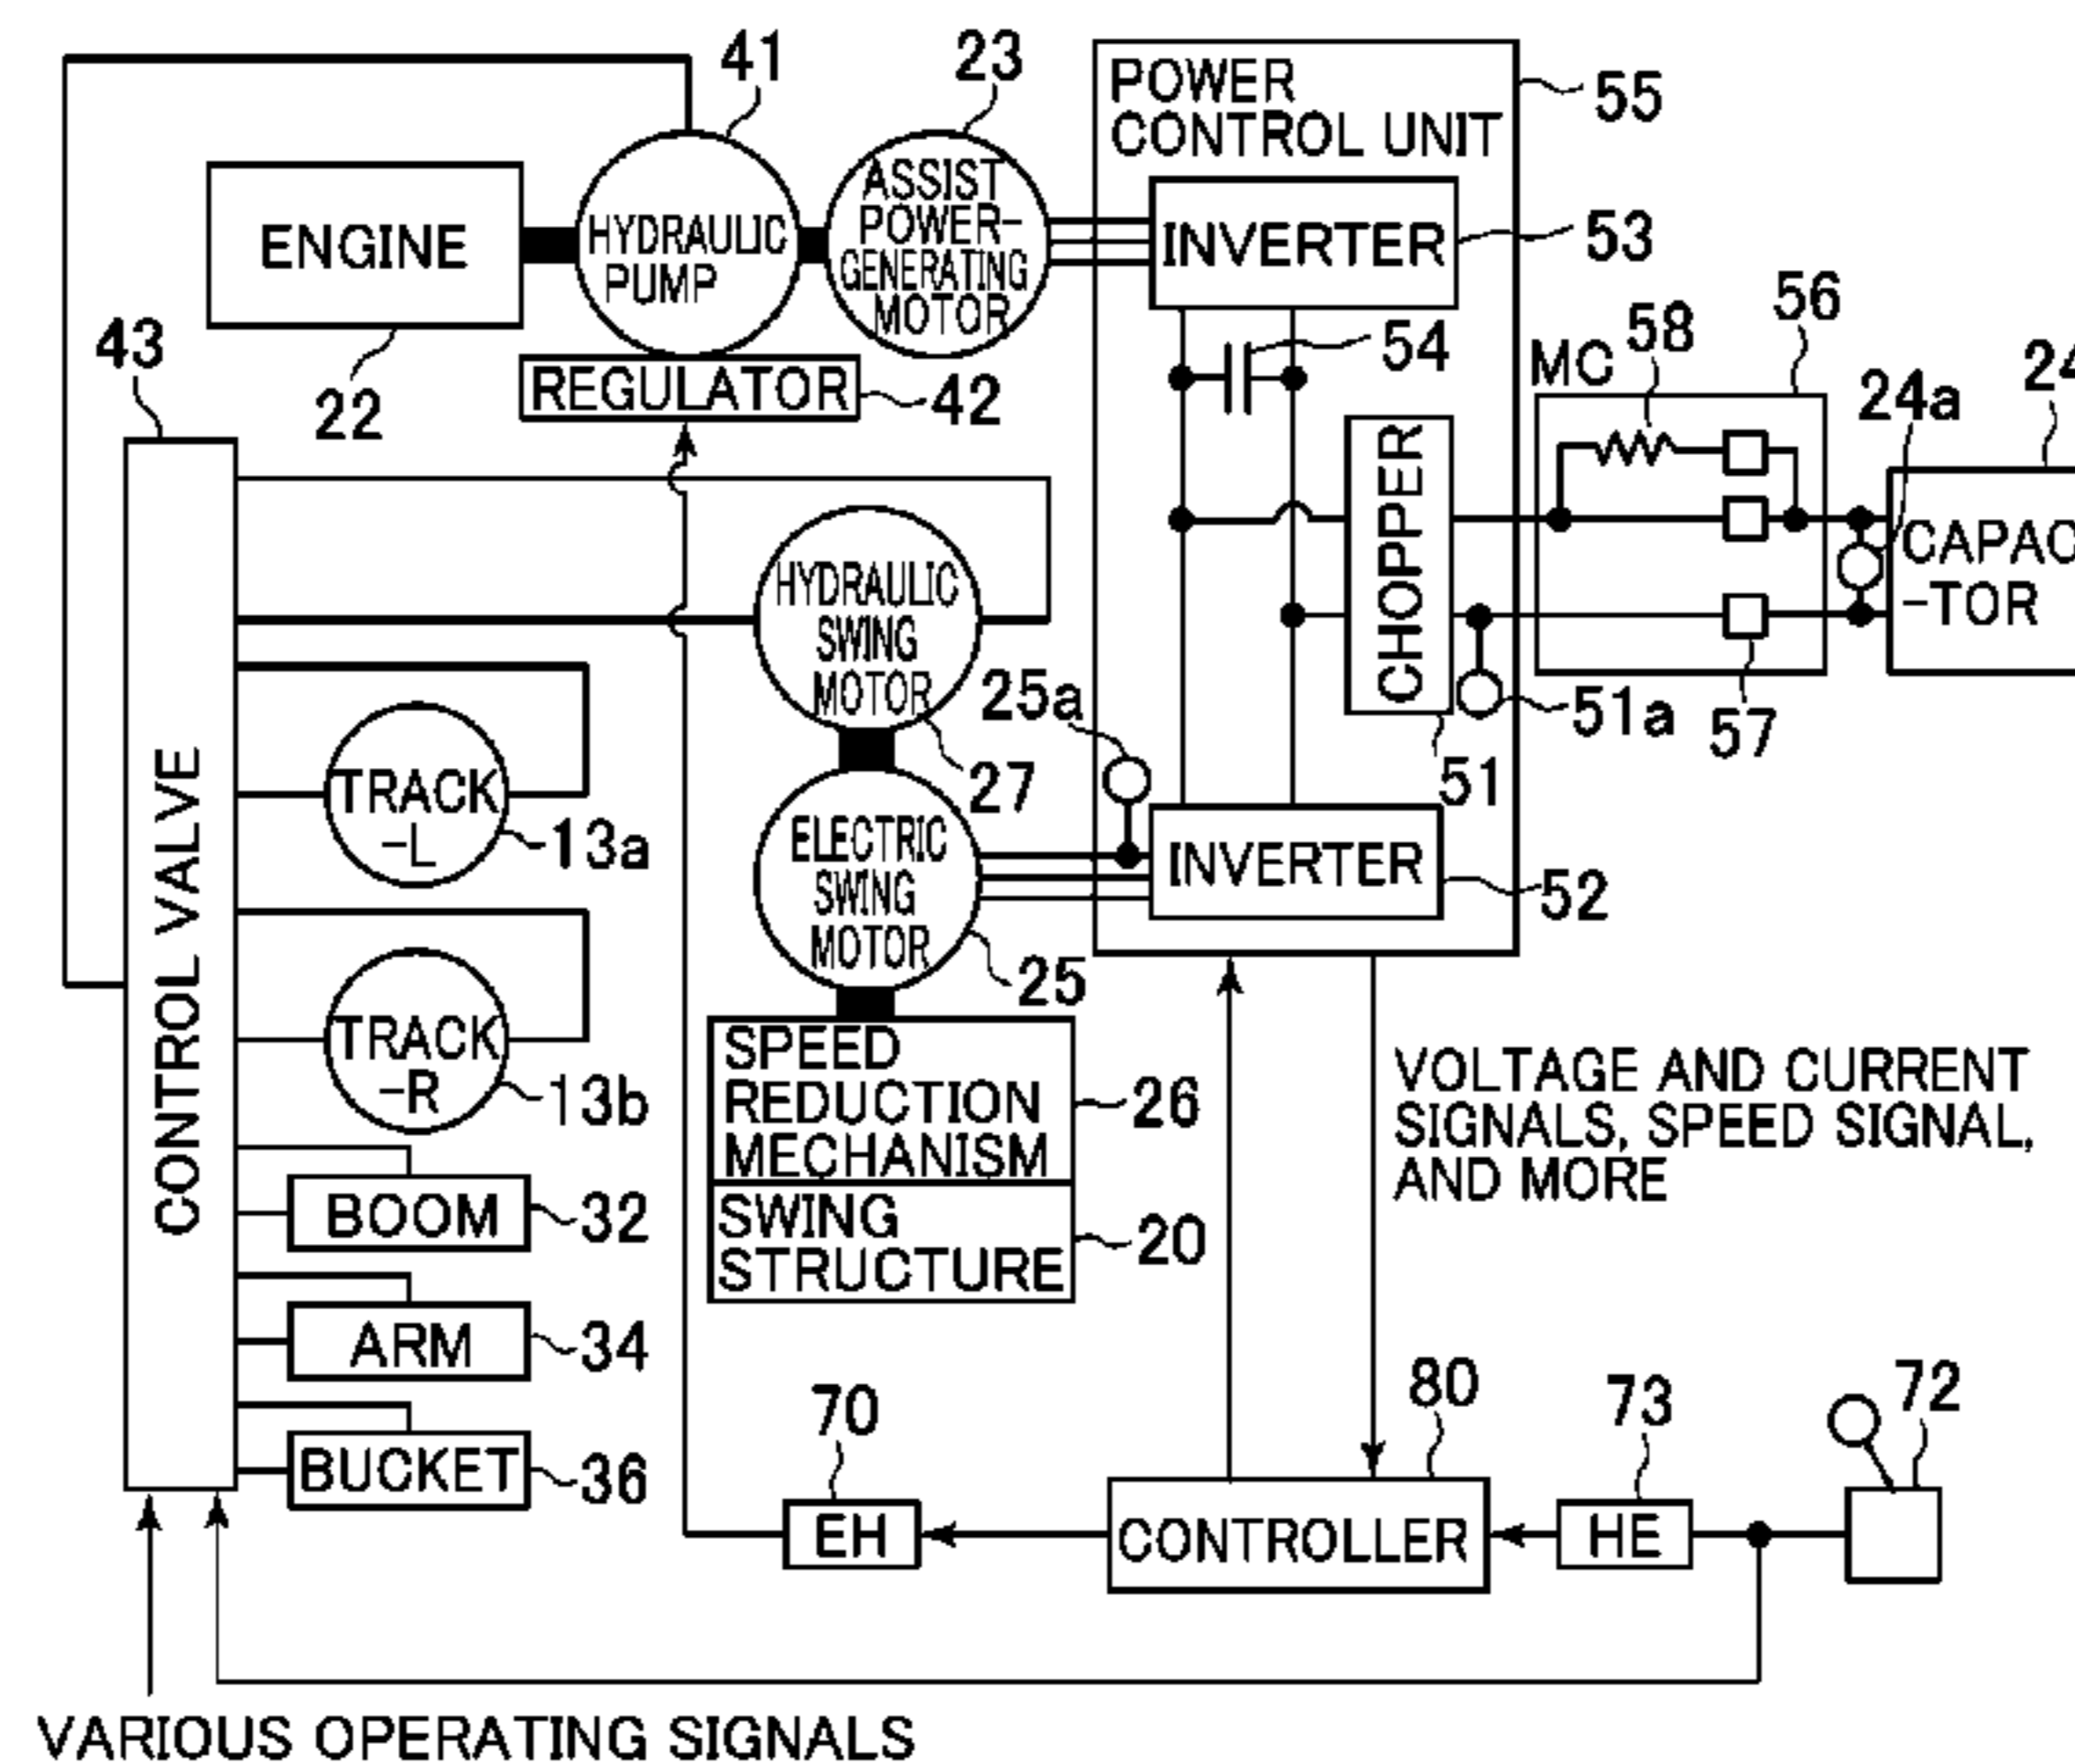 41
23
POWER
CONTROL UNIT
55
ENGINE
HYDRAULIC
PUMP
ASSIST
POWER-
GENERATING
MOTOR
INVERTER
53
43
22
REGULATOR
42
54
MC
58
56
24a
24
CONTROL VALVE
HYDRAULIC
SWING
MOTOR
27
25a
CHOPPER
51
51a
57
CAPAC
-TOR
TRACK
-L
13a
ELECTRIC
SWING
MOTOR
25
INVERTER
52
TRACK
-R
13b
SPEED
REDUCTION
MECHANISM
26
SWING
STRUCTURE
20
VOLTAGE AND CURRENT
SIGNALS, SPEED SIGNAL,
AND MORE
BOOM
32
ARM
34
BUCKET
36
70
EH
80
CONTROLLER
73
HE
72
VARIOUS OPERATING SIGNALS